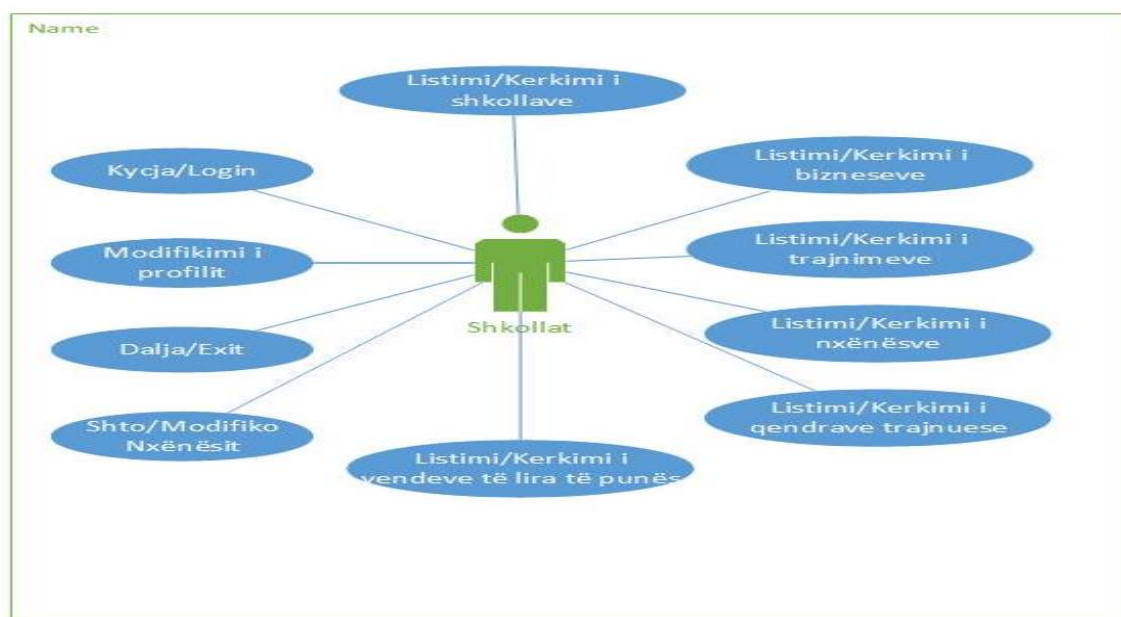 Name
Listimi/Kerkimi i
shkollave
Kycja/Login
Listimi/Kerkimi i
bizneseve
Modifikimi i
profilit
Listimi/Kerkimi i
trajnimeve
Shkollat
Dalja/Exit
Listimi/Kerkimi i
nxënësve
Shto/Modifiko
Nxënësit
Listimi/Kerkimi i
qendrave trajnuese
Listimi/Kerkimi i
vendeve të lira të punës